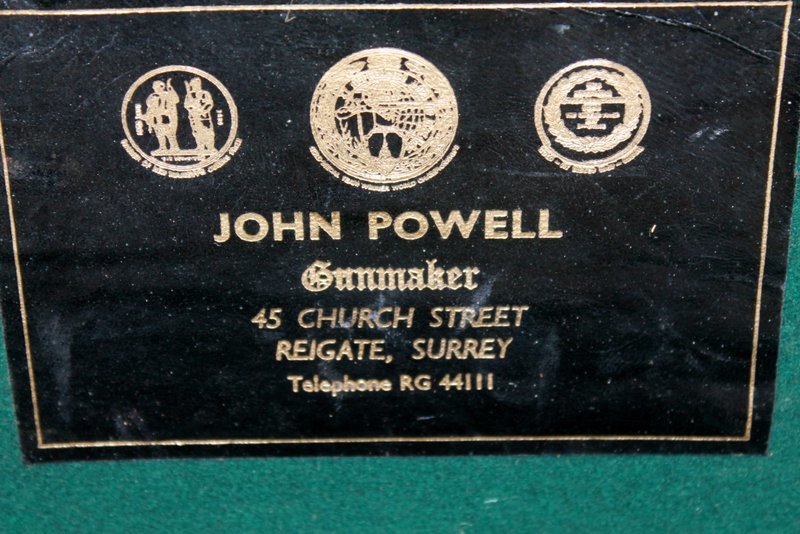 JOHN POWELL
Gunmaker
45 CHURCH STREET
REIGATE, SURREY
Telephone RG 44111